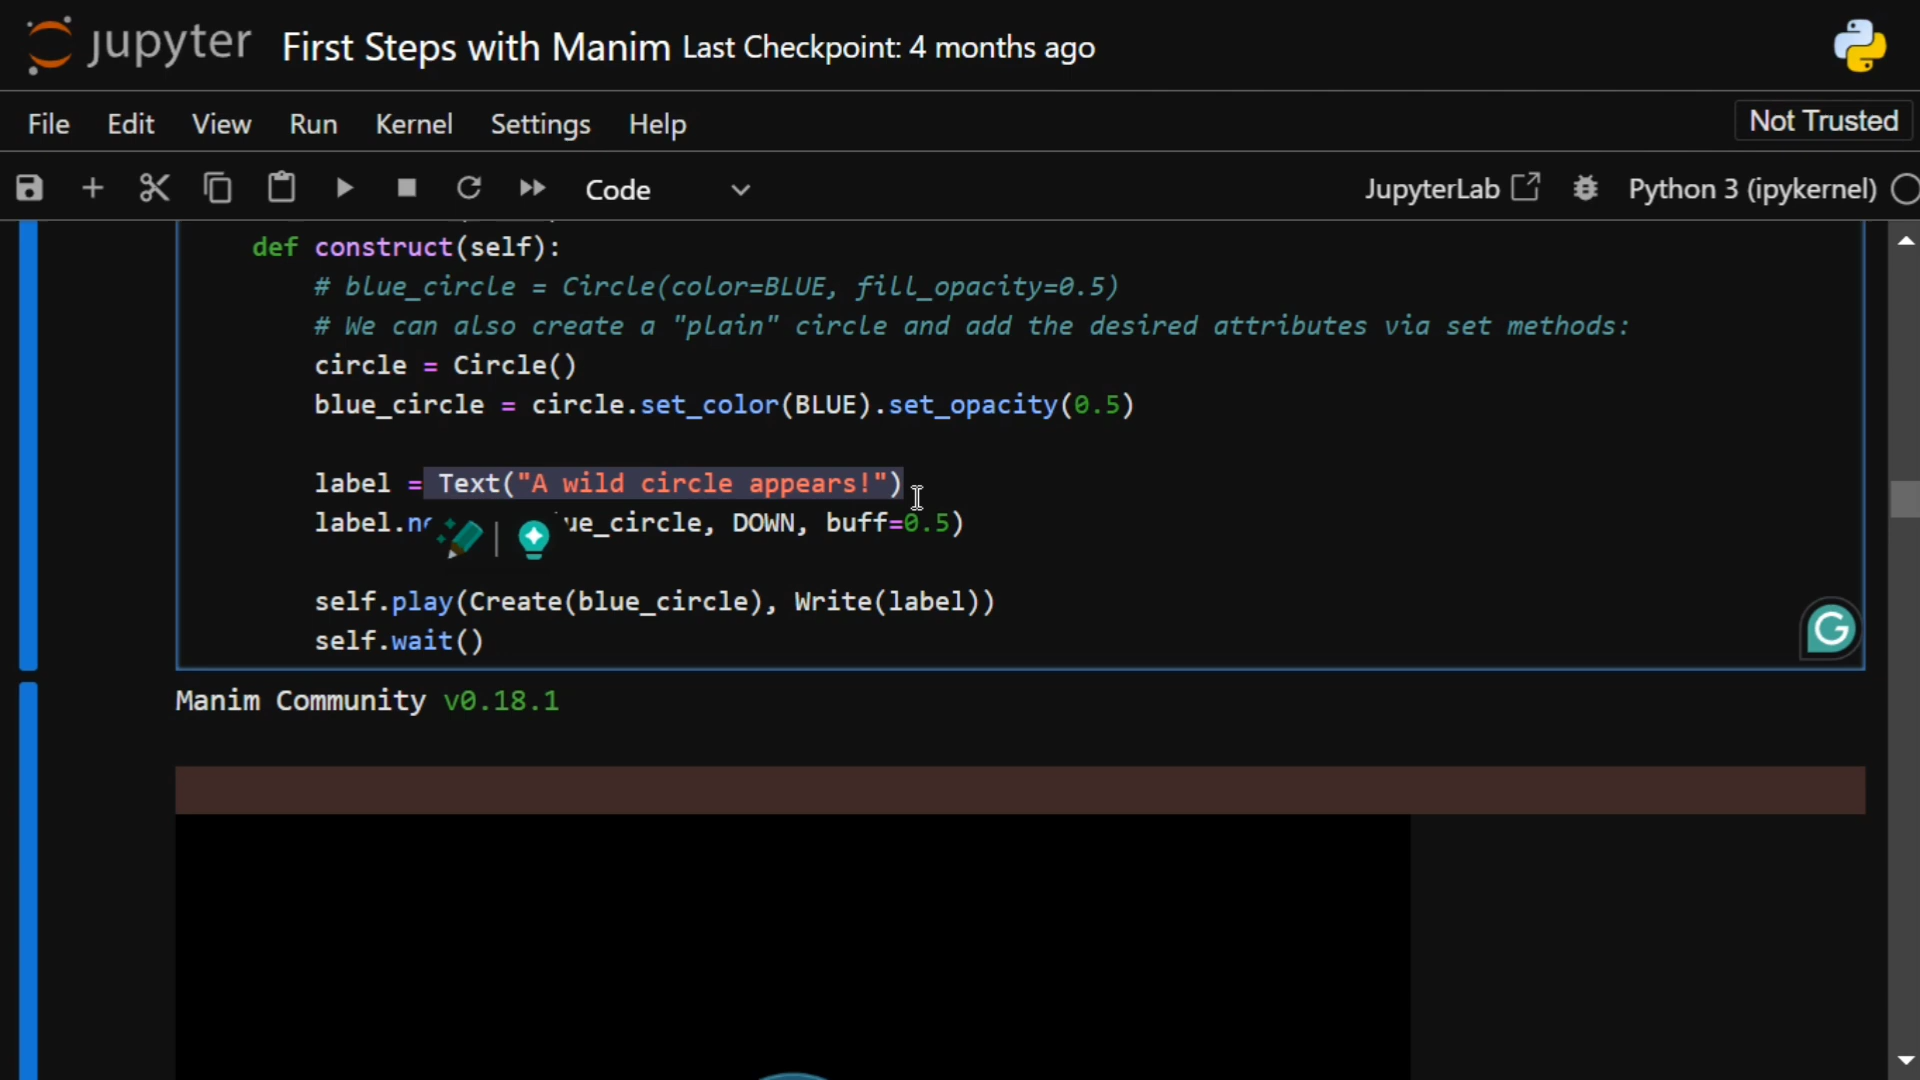 jupyter First Steps with Manim Last Checkpoint: 4 months ago
File Edit View Run Kernel Settings Help Not Trusted
Code JupyterLab Python 3 (ipykernel)
def construct(self):
# blue_circle = Circle(color=BLUE, fill_opacity=0.5)
# We can also create a "plain" circle and add the desired attributes via set methods:
circle = Circle()
blue_circle = circle.set_color(BLUE).set_opacity(0.5)
label = Text("A wild circle appears!")
label.ne ue_circle, DOWN, buff=0.5)
self.play(Create(blue_circle), Write(label))
self.wait()
Manim Community v0.18.1